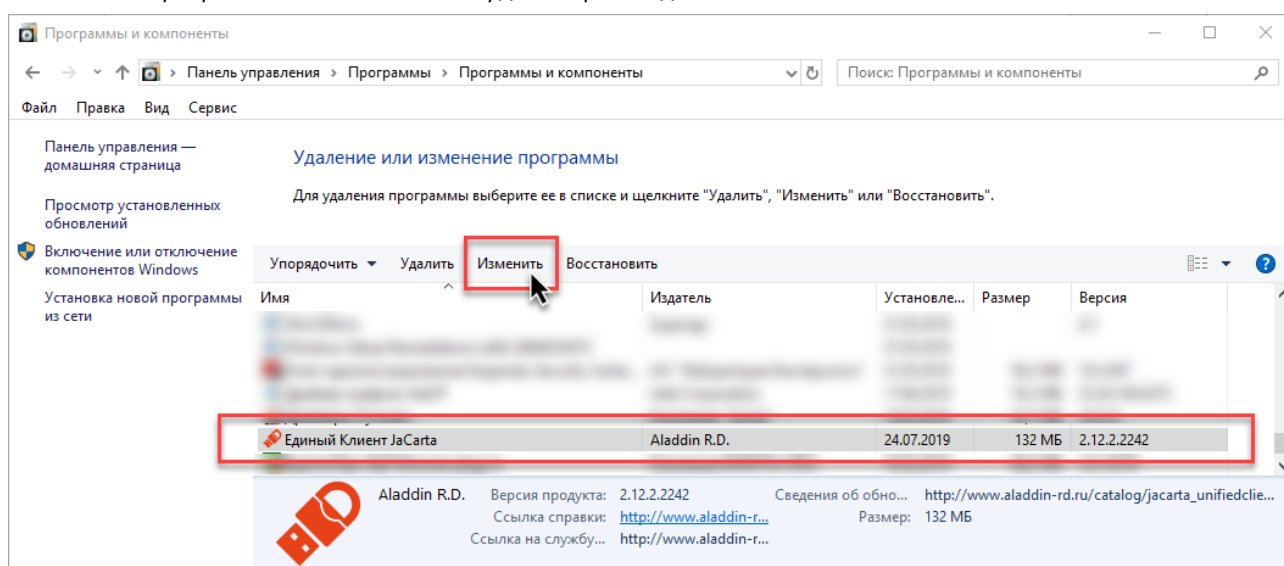 Программы и компоненты
Панель управления > Программы > Программы и компоненты
Поиск: Программы и компоненты
Файл Правка Вид Сервис
Панель управления —
домашняя страница
Просмотр установленных
обновлений
Включение или отключение
компонентов Windows
Установка новой программы
из сети
Удаление или изменение программы
Для удаления программы выберите ее в списке и щелкните "Удалить", "Изменить" или "Восстановить".
Упорядочить Удалить Изменить Восстановить
Имя Издатель Установле... Размер Версия
Единый Клиент JaCarta Aladdin R.D. 24.07.2019 132 МБ 2.12.2.2242
Aladdin R.D. Версия продукта: 2.12.2.2242 Сведения об обно... http://www.aladdin-rd.ru/catalog/jacarta_unifiedclie...
Ссылка справки: http://www.aladdin-r... Размер: 132 МБ
Ссылка на службу... http://www.aladdin-r...